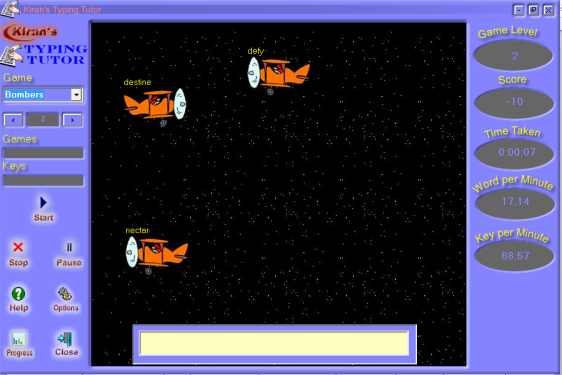 Kiran's Typing Tutor
Kiran's
TYPING
TUTOR
Game
Bombers
2
Games
Keys
Start
Stop
Pause
Help
Options
Progress
Close
defy
destine
nectar
Game Level
2
Score
-10
Time Taken
0:00:07
Word per Minute
17.14
Key per Minute
68.57